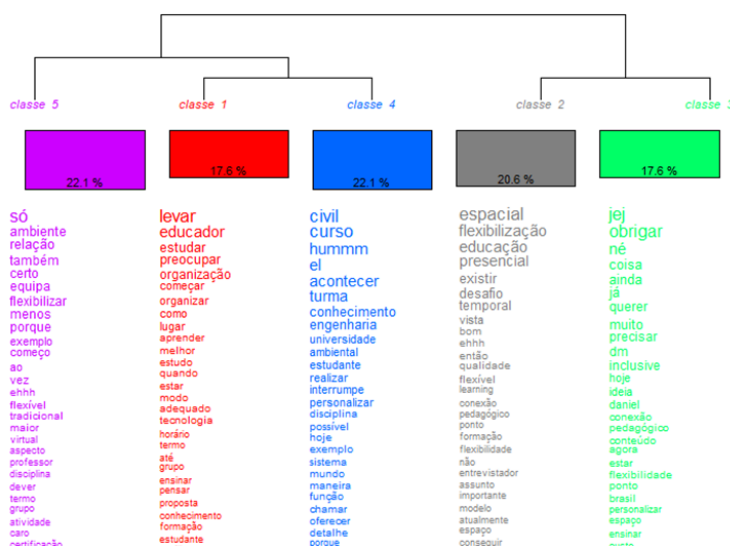 classe 5
classe 1
classe 4
classe 2
classe 3
22.1 %
17.6 %
22.1 %
20.6 %
17.6 %
só
ambiente
relação
também
certo
equipa
flexibilizar
menos
porque
exemplo
começo
ao
vez
ehhh
flexível
tradicional
maior
virtual
aspecto
professor
disciplina
dever
termo
grupo
atividade
caro
certificação
levar
educador
estudar
preocupar
organização
começar
organizar
como
lugar
aprender
melhor
estudo
quando
estar
modo
adequado
tecnologia
horário
termo
até
grupo
ensinar
pensar
proposta
conhecimento
formação
estudante
civil
curso
hummm
el
acontecer
turma
conhecimento
engenharia
universidade
ambiental
estudante
realizar
interrompe
personalizar
disciplina
possível
hoje
exemplo
sistema
mundo
maneira
função
chamar
oferecer
detalhe
porque
espacial
flexibilização
educação
presencial
existir
desafio
temporal
vista
bom
ehhh
então
qualidade
flexível
learning
conexão
pedagógico
ponto
formação
flexibilidade
não
entrevistador
assunto
importante
modelo
atualmente
espaço
conseguir
jej
obrigar
né
coisa
ainda
já
querer
muito
precisar
dm
inclusive
hoje
ideia
daniel
conexão
pedagógico
conteúdo
agora
estar
flexibilidade
ponto
brasil
personalizar
espaço
ensinar